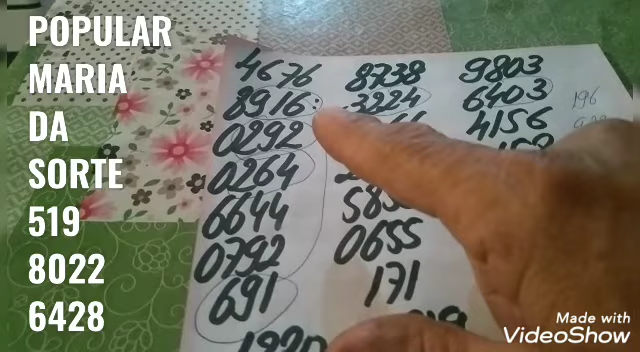 POPULAR
MARIA
DA
SORTE
519
8022
6428
4676 8738 9803
8916 3224 6403
0292 4156
0264
6644
0792 0655
691 171
Made with
VideoShow